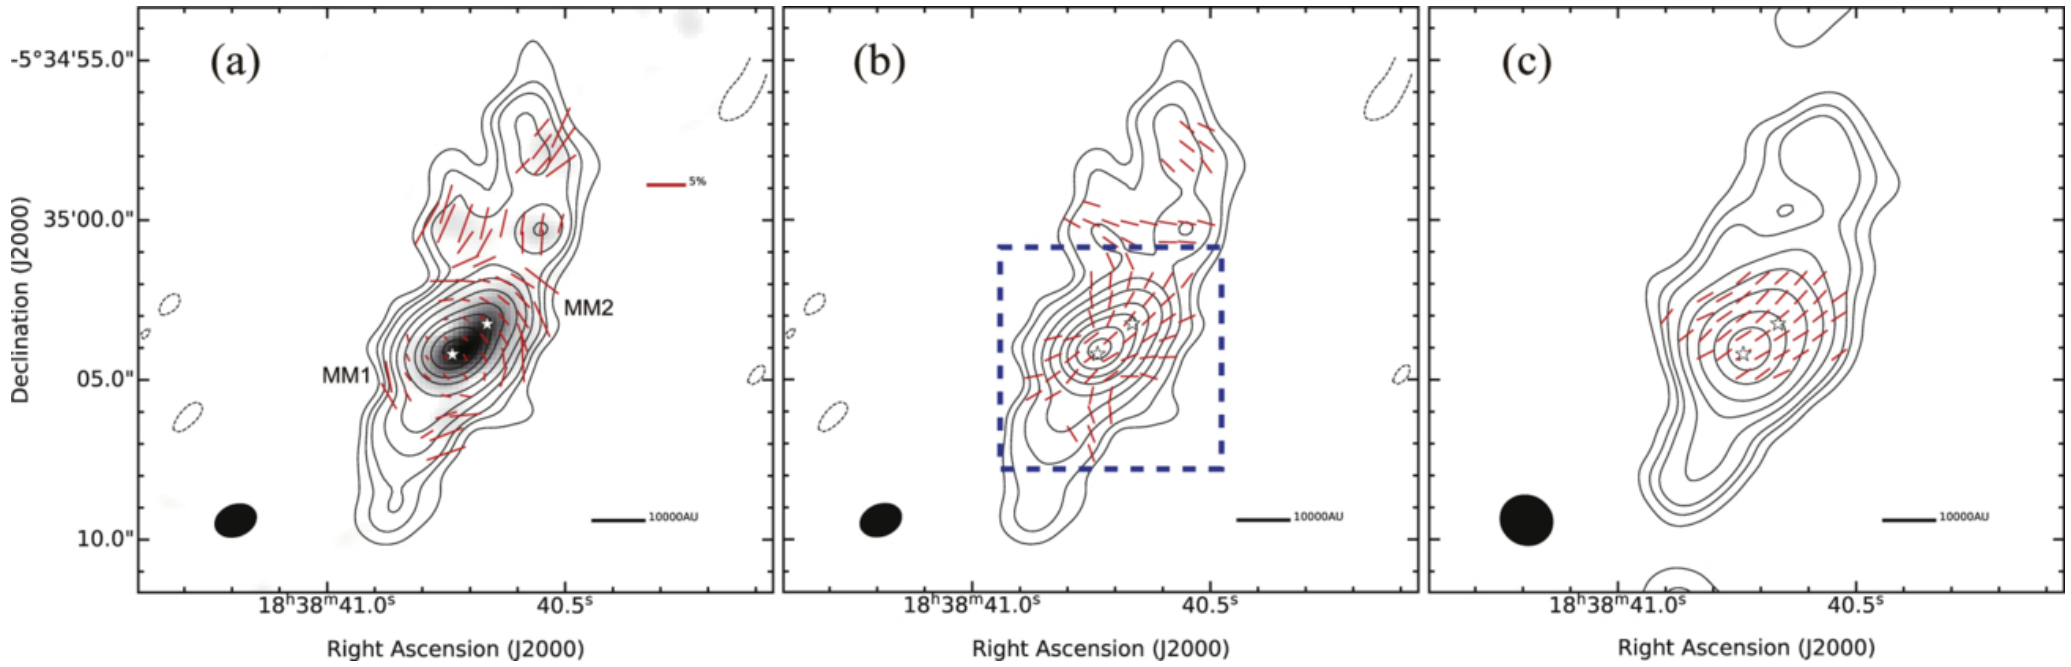 (a) (b) (c)
-5°34'55.0"
5%
35'00.0"
Declination (J2000)
MM2
MM1
05.0"
10000AU 10000AU 10000AU
10.0"
18h38m41.0s 40.5s 18h38m41.0s 40.5s 18h38m41.0s 40.5s
Right Ascension (J2000) Right Ascension (J2000) Right Ascension (J2000)